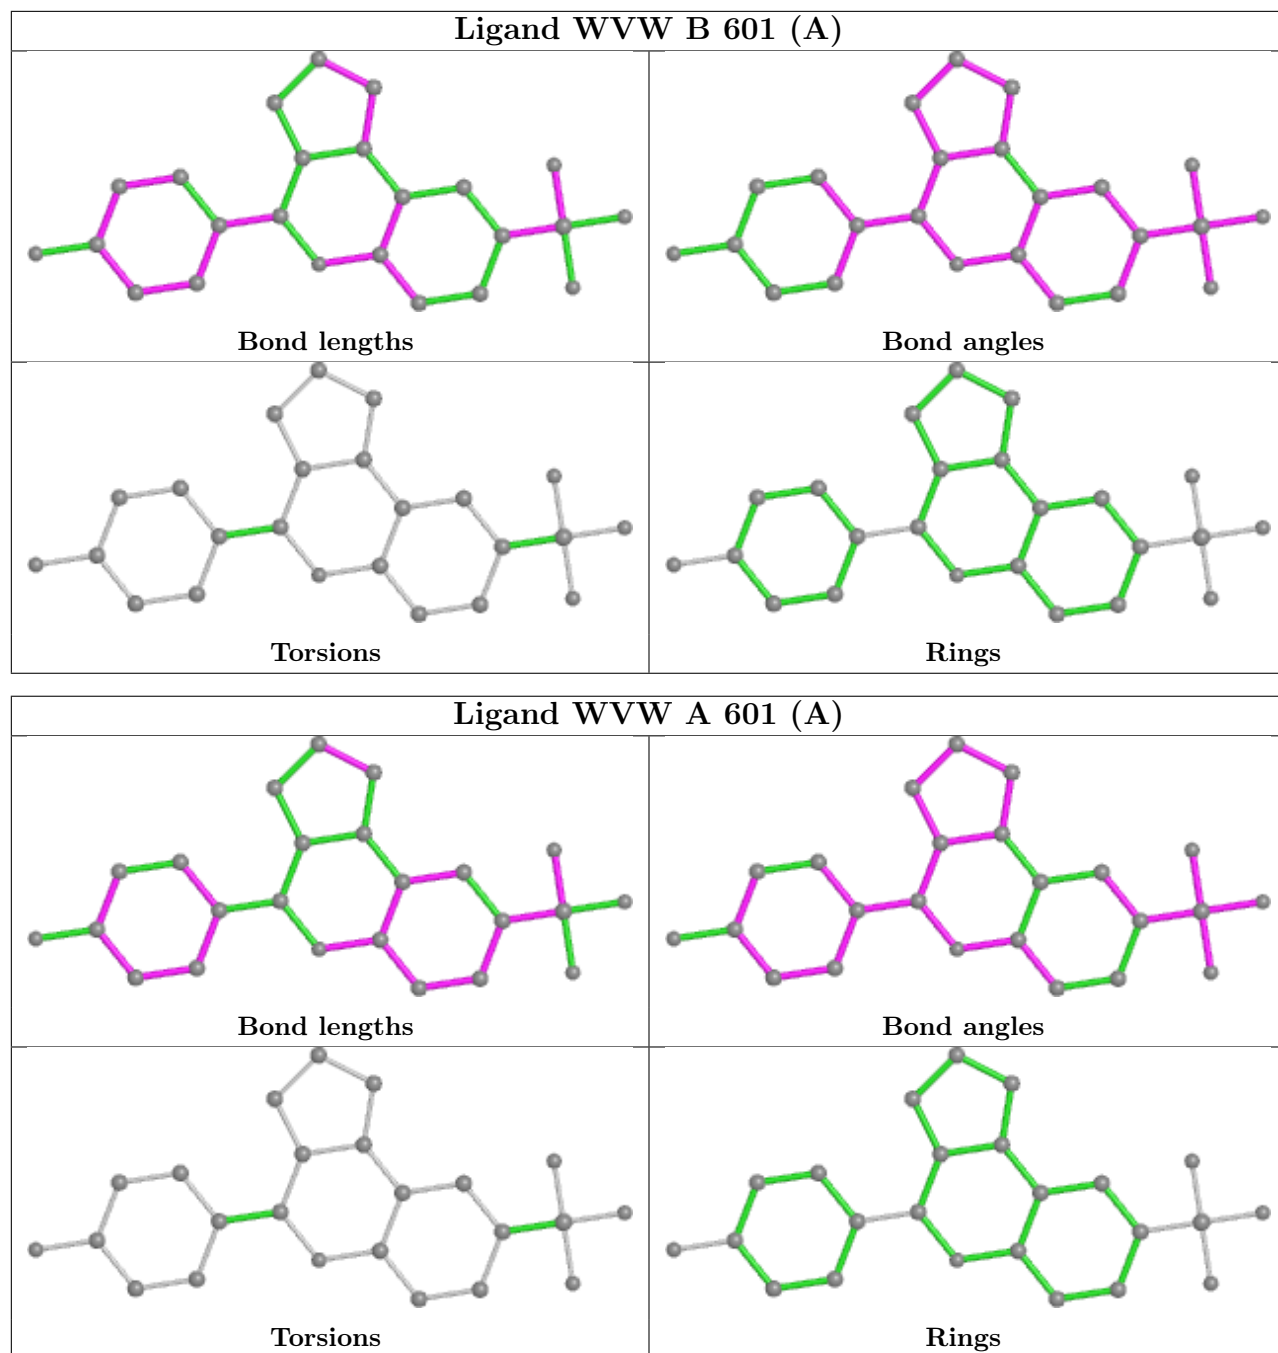 Ligand WVW B 601 (A)
Bond lengths
Bond angles
Torsions
Rings
Ligand WVW A 601 (A)
Bond lengths
Bond angles
Torsions
Rings